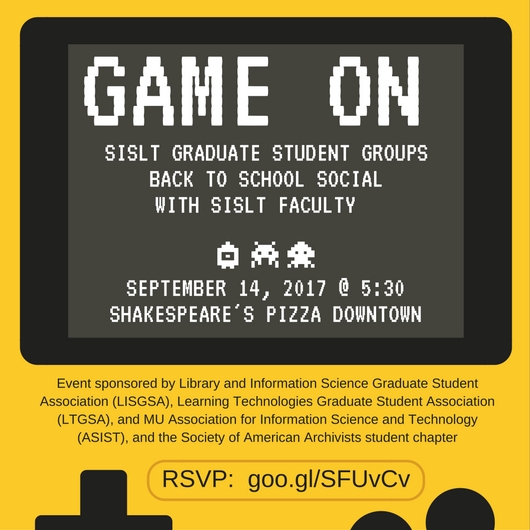 GAME ON
SISLT GRADUATE STUDENT GROUPS
BACK TO SCHOOL SOCIAL
WITH SISLT FACULTY
SEPTEMBER 14, 2017 @ 5:30
SHAKESPEARE´S PIZZA DOWNTOWN
Event sponsored by Library and Information Science Graduate Student
Association (LISGSA), Learning Technologies Graduate Student Association
(LTGSA), and MU Association for Information Science and Technology
(ASIST), and the Society of American Archivists student chapter
RSVP: goo.gl/SFUvCv